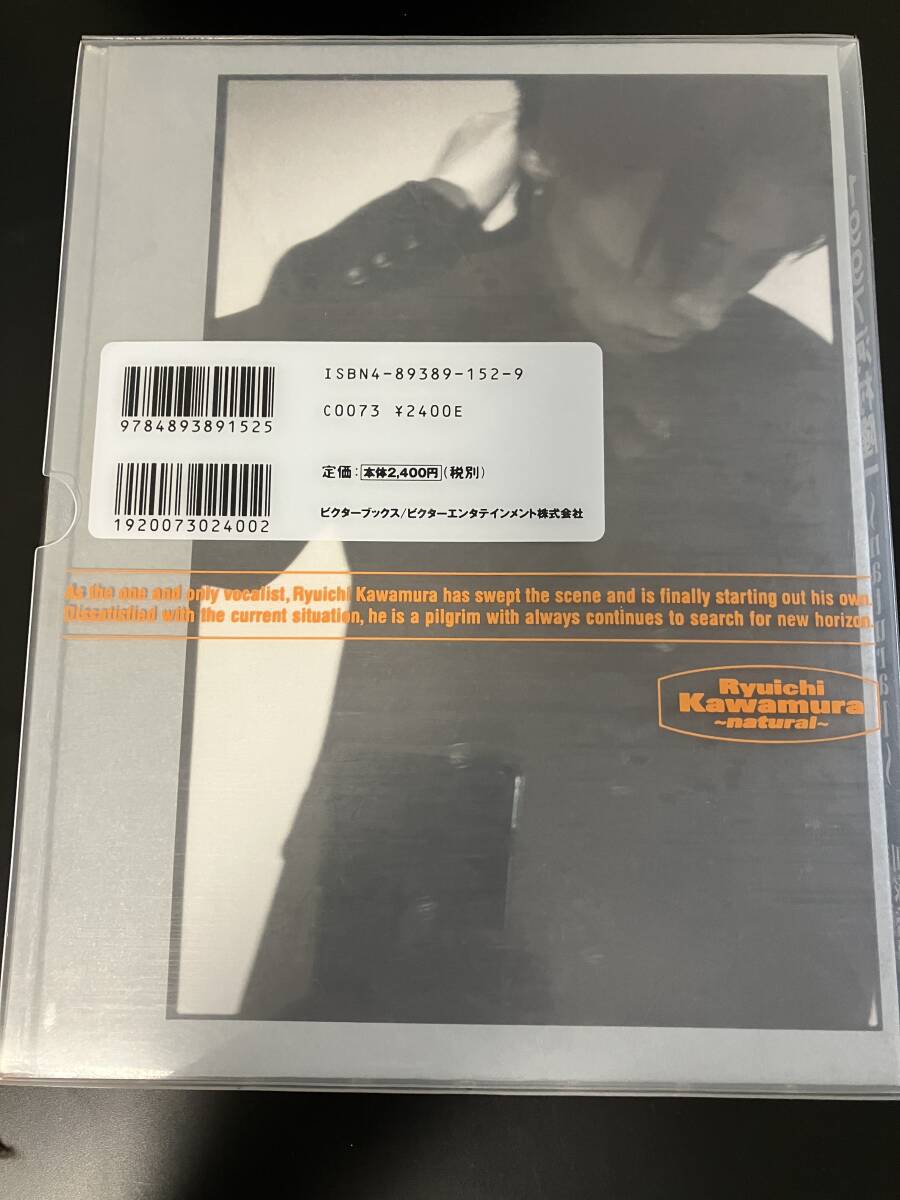 ISBN4-89389-152-9
C0073 ¥2400E
9784893891525
定価:本体2,400円(税別)
1920073024002
ビクターブックス/ビクターエンタテインメント株式会社
As the one and only vocalist, Ryuichi Kawamura has swept the scene and is finally starting out his own.
Dissatisfied with the current situation, he is a pilgrim with always continues to search for new horizon.
Ryuichi
Kawamura
~natural~